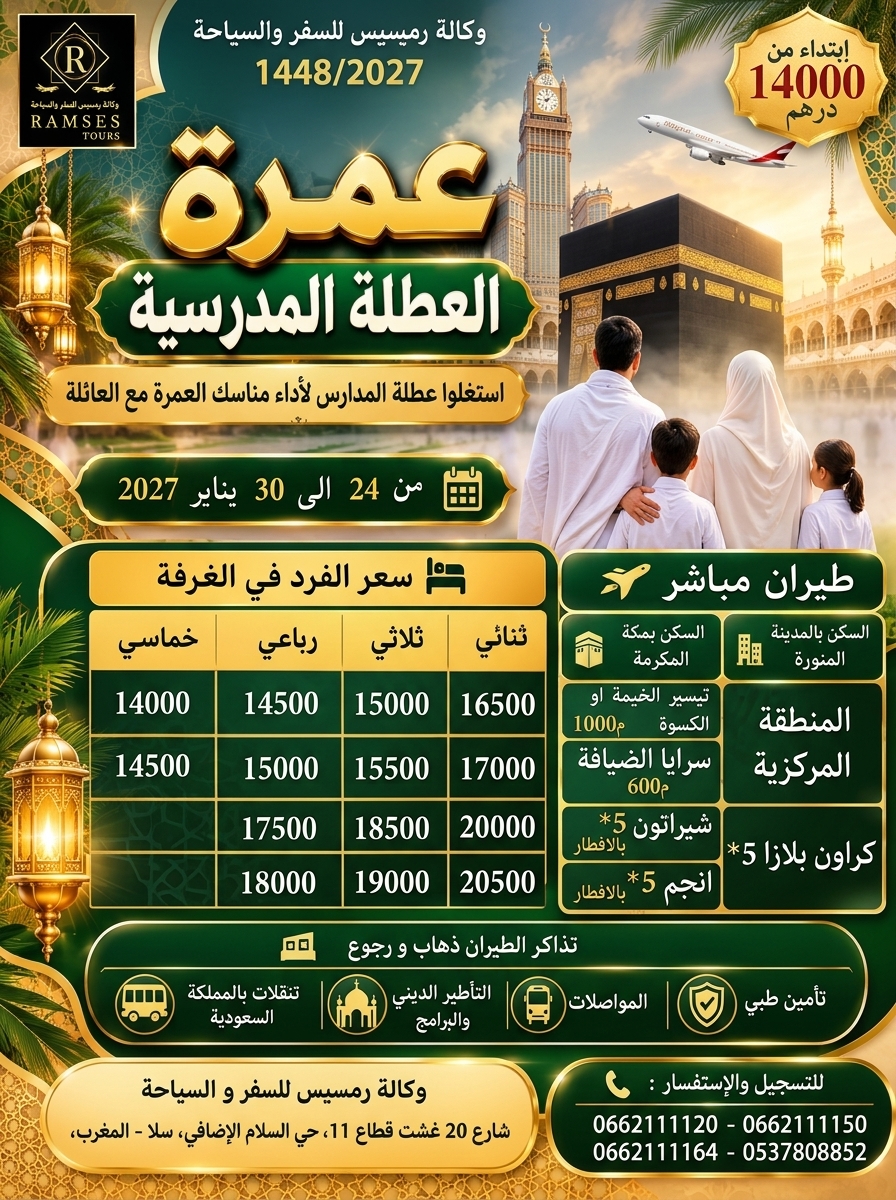 وكالة رمسيس للسفر والسياحة
RAMSES
TOURS
وكالة رميسيس للسفر والسياحة
1448/2027
إبتداء من
14000
درهم
عمرة
العطلة المدرسية
استغلوا عطلة المدارس لأداء مناسك العمرة مع العائلة
من 24 الى 30 يناير 2027
طيران مباشر
السكن بالمدينة المنورة
السكن بمكة المكرمة
المنطقة المركزية
تيسير الخيمة او الكسوة 1000م
سرايا الضيافة
600م
كراون بلازا 5*
شيراتون 5*
بالافطار
انجم 5* بالافطار
سعر الفرد في الغرفة
ثنائي ثلاثي رباعي خماسي
16500 15000 14500 14000
17000 15500 15000 14500
20000 18500 17500
20500 19000 18000
تذاكر الطيران ذهاب و رجوع
تأمين طبي
المواصلات
التأطير الديني
والبرامج
تنقلات بالمملكة
السعودية
للتسجيل والإستفسار :
0662111120 - 0662111150
0662111164 - 0537808852
وكالة رمسيس للسفر و السياحة
شارع 20 غشت قطاع 11، حي السلام الإضافي، سلا - المغرب،